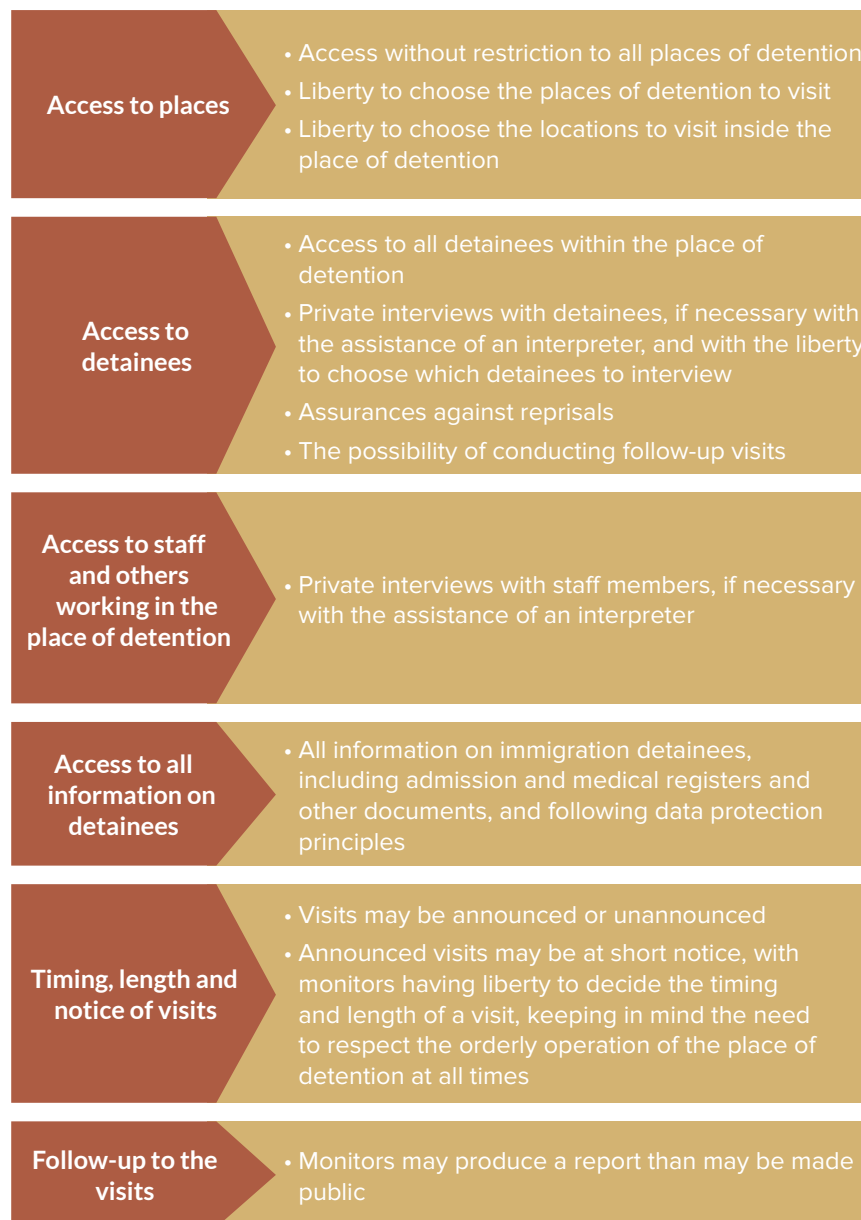 Access to places
• Access without restriction to all places of detention
• Liberty to choose the places of detention to visit
• Liberty to choose the locations to visit inside the
place of detention
Access to
detainees
• Access to all detainees within the place of
detention
• Private interviews with detainees, if necessary with
the assistance of an interpreter, and with the liberty
to choose which detainees to interview
• Assurances against reprisals
• The possibility of conducting follow-up visits
Access to staff
and others
working in the
place of detention
• Private interviews with staff members, if necessary
with the assistance of an interpreter
Access to all
information on
detainees
• All information on immigration detainees,
including admission and medical registers and
other documents, and following data protection
principles
Timing, length and
notice of visits
• Visits may be announced or unannounced
• Announced visits may be at short notice, with
monitors having liberty to decide the timing
and length of a visit, keeping in mind the need
to respect the orderly operation of the place of
detention at all times
Follow-up to the
visits
• Monitors may produce a report than may be made
public